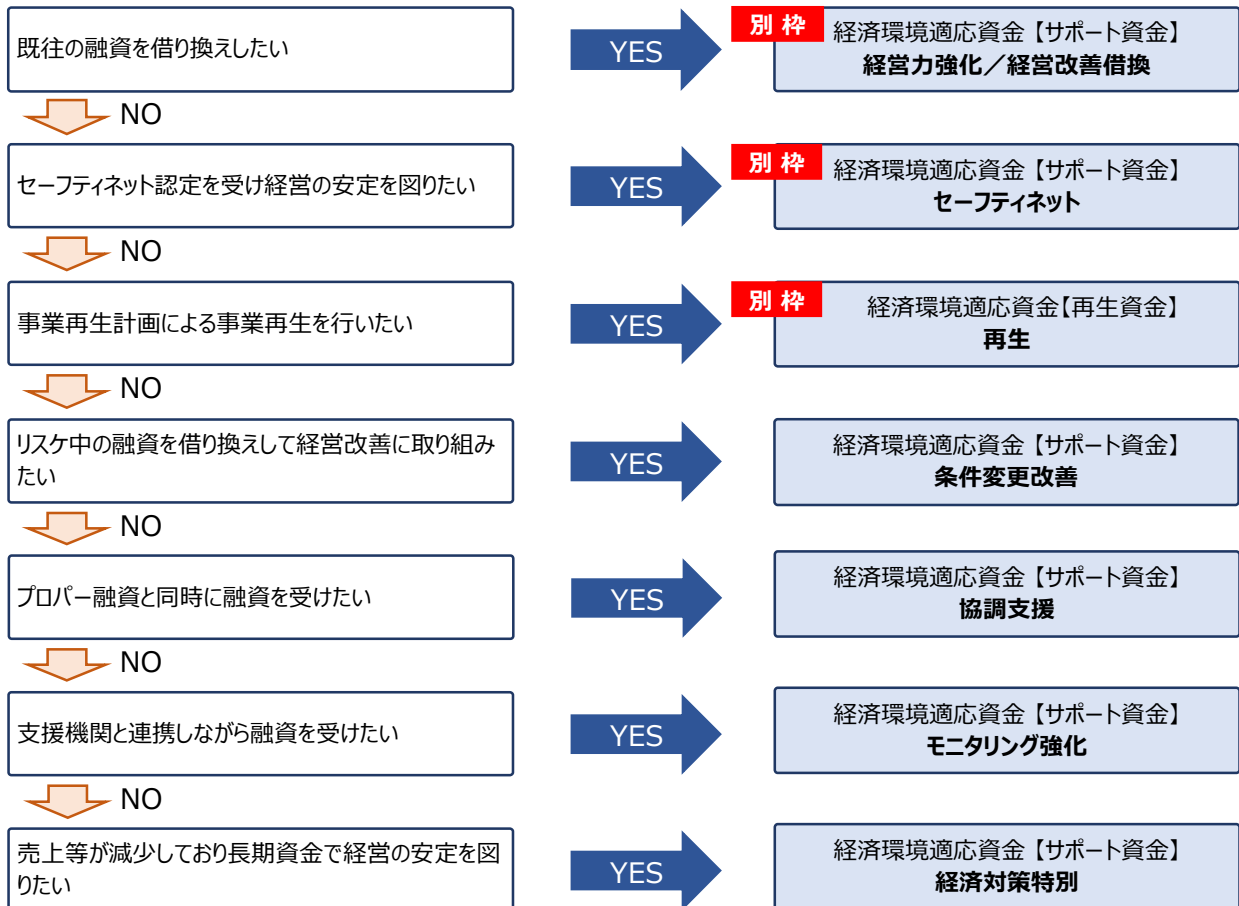 既往の融資を借り換えしたい
YES
別 枠
経済環境適応資金【サポート資金】
経営力強化／経営改善借換
NO
セーフティネット認定を受け経営の安定を図りたい
YES
別 枠
経済環境適応資金【サポート資金】
セーフティネット
NO
事業再生計画による事業再生を行いたい
YES
別 枠
経済環境適応資金【再生資金】
再生
NO
リスケ中の融資を借り換えして経営改善に取り組み
たい
YES
経済環境適応資金【サポート資金】
条件変更改善
NO
プロパー融資と同時に融資を受けたい
YES
経済環境適応資金【サポート資金】
協調支援
NO
支援機関と連携しながら融資を受けたい
YES
経済環境適応資金【サポート資金】
モニタリング強化
NO
売上等が減少しており長期資金で経営の安定を図
りたい
YES
経済環境適応資金【サポート資金】
経済対策特別